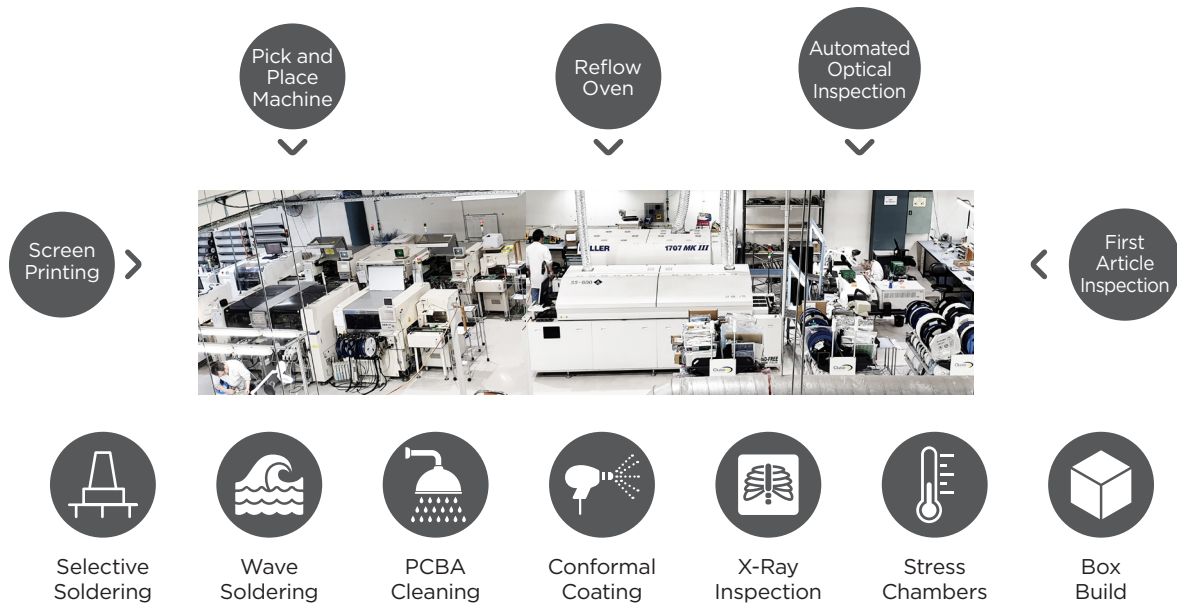 Pick and
Place
Machine
Reflow
Oven
Automated
Optical
Inspection
Screen
Printing
First
Article
Inspection
LLER
1707 MK III
Selective
Soldering
Wave
Soldering
PCBA
Cleaning
Conformal
Coating
X-Ray
Inspection
Stress
Chambers
Box
Build